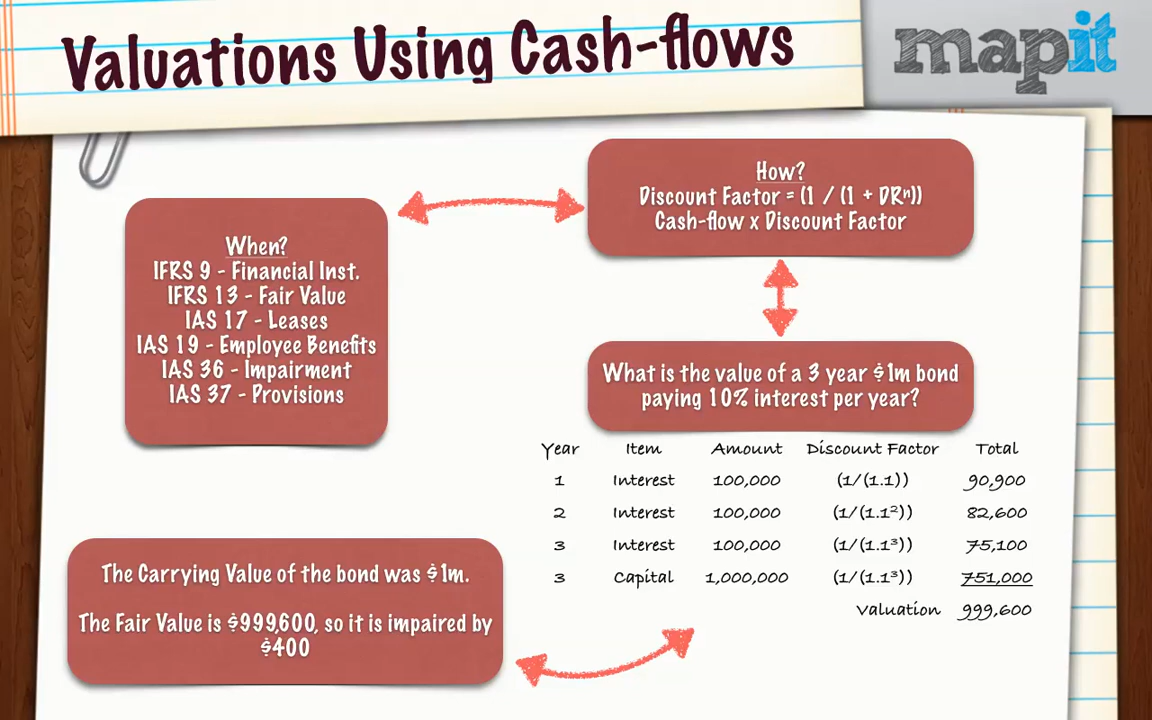 Valuations Using Cash-flows
mapit
How?
Discount Factor = (1 / (1 + DRⁿ))
Cash-flow x Discount Factor
When?
IFRS 9 - Financial Inst.
IFRS 13 - Fair Value
IAS 17 - Leases
IAS 19 - Employee Benefits
IAS 36 - Impairment
IAS 37 - Provisions
What is the value of a 3 year $1m bond
paying 10% interest per year?
Year Item Amount Discount Factor Total
1 Interest 100,000 (1/(1.1)) 90,900
2 Interest 100,000 (1/(1.1²)) 82,600
3 Interest 100,000 (1/(1.1³)) 75,100
3 Capital 1,000,000 (1/(1.1³)) 751,000
Valuation 999,600
The Carrying Value of the bond was $1m.
The Fair Value is $999,600, so it is impaired by
$400